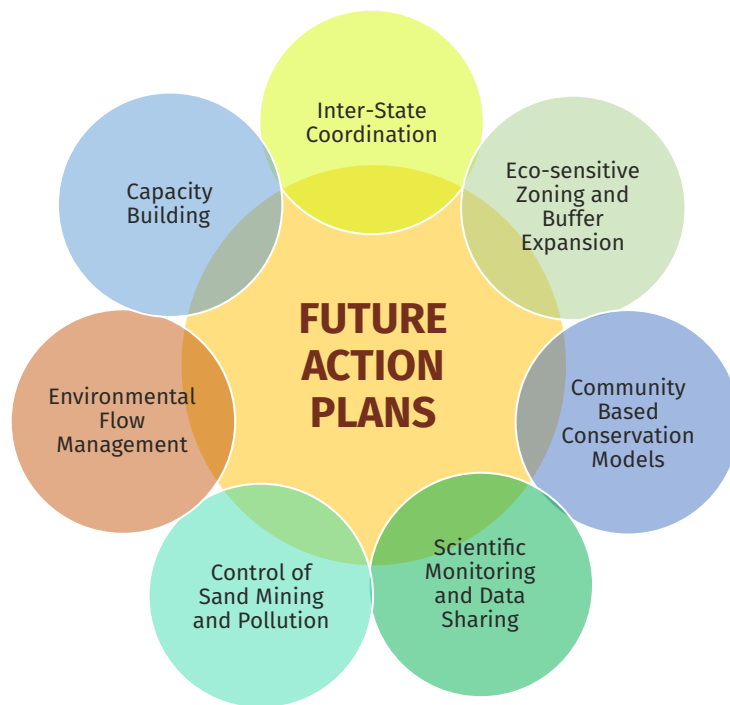 Inter-State
Coordination
Eco-sensitive
Zoning and
Buffer
Expansion
Community
Based
Conservation
Models
Scientific
Monitoring
and Data
Sharing
Control of
Sand Mining
and Pollution
Environmental
Flow
Management
Capacity
Building
FUTURE
ACTION
PLANS